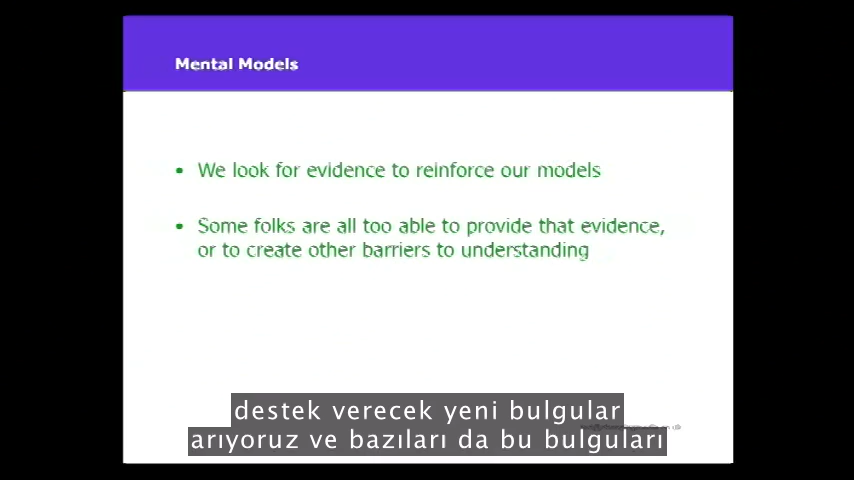 Mental Models
• We look for evidence to reinforce our models
• Some folks are all too able to provide that evidence,
or to create other barriers to understanding
destek verecek yeni bulgular
arıyoruz ve bazıları da bu bulguları